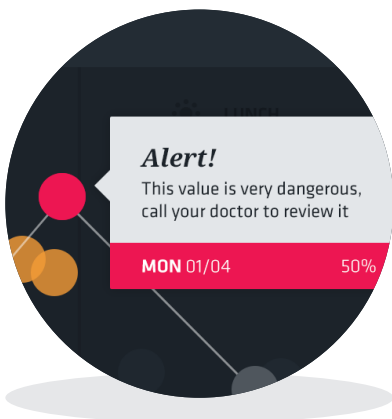 LUNCH
Alert!
This value is very dangerous,
call your doctor to review it
MON 01/04 50%